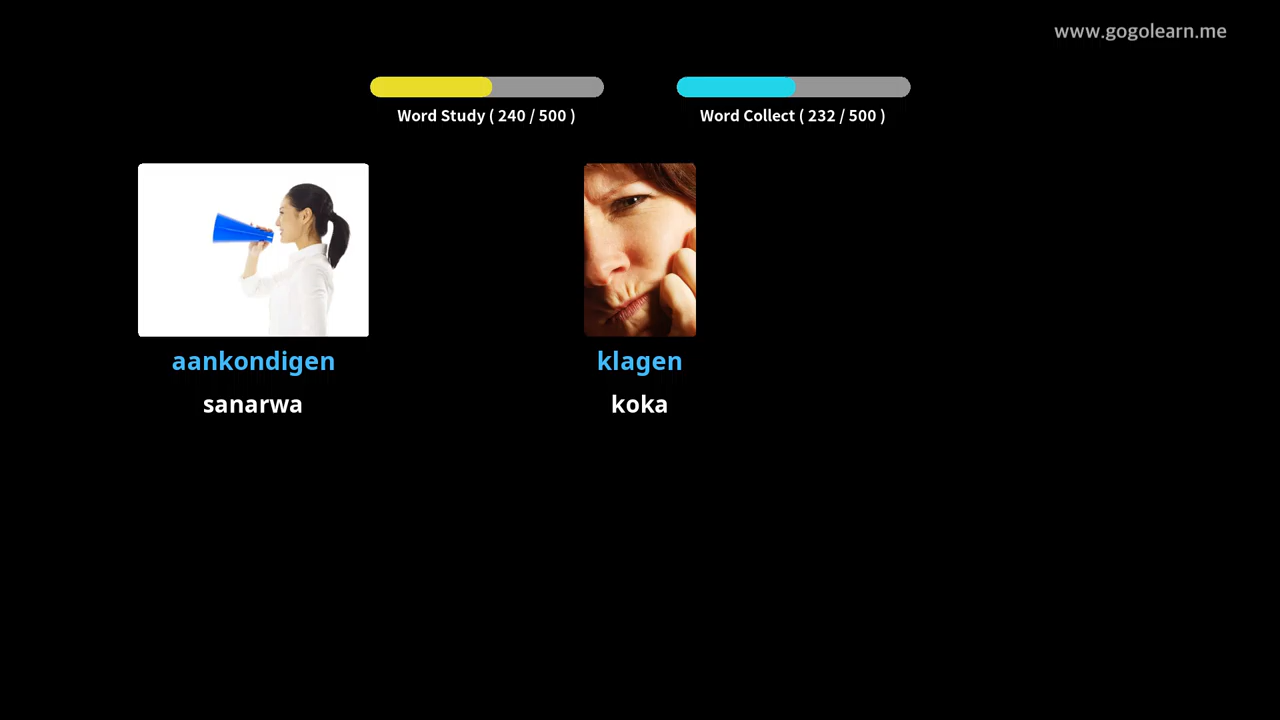 www.gogolearn.me
Word Study ( 240 / 500 )
Word Collect ( 232 / 500 )
aankondigen
sanarwa
klagen
koka